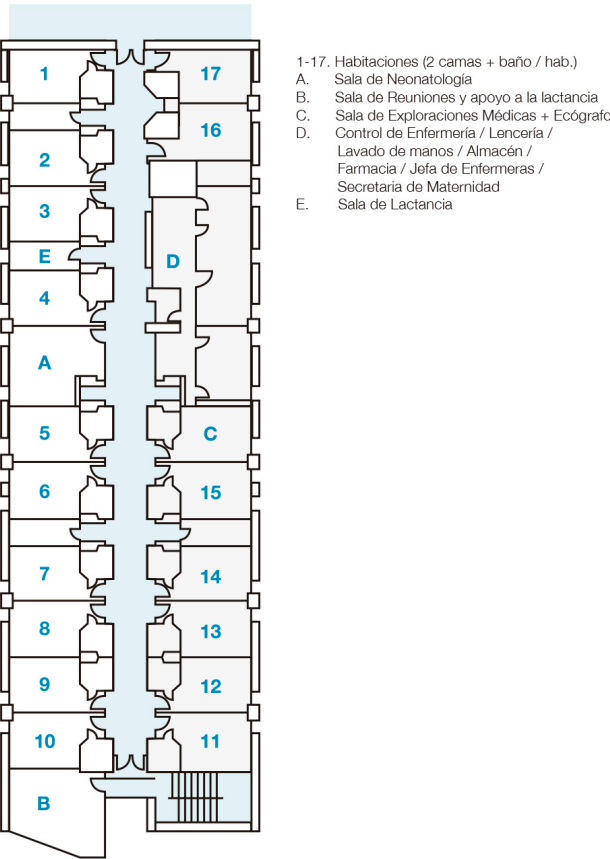 1-17. Habitaciones (2 camas + baño / hab.)
A. Sala de Neonatología
B. Sala de Reuniones y apoyo a la lactancia
C. Sala de Exploraciones Médicas + Ecógrafo
D. Control de Enfermería / Lencería /
Lavado de manos / Almacén /
Farmacia / Jefa de Enfermeras /
Secretaria de Maternidad
E. Sala de Lactancia
1
17
16
2
3
E
D
4
A
5
C
6
15
7
14
8
13
9
12
10
11
B